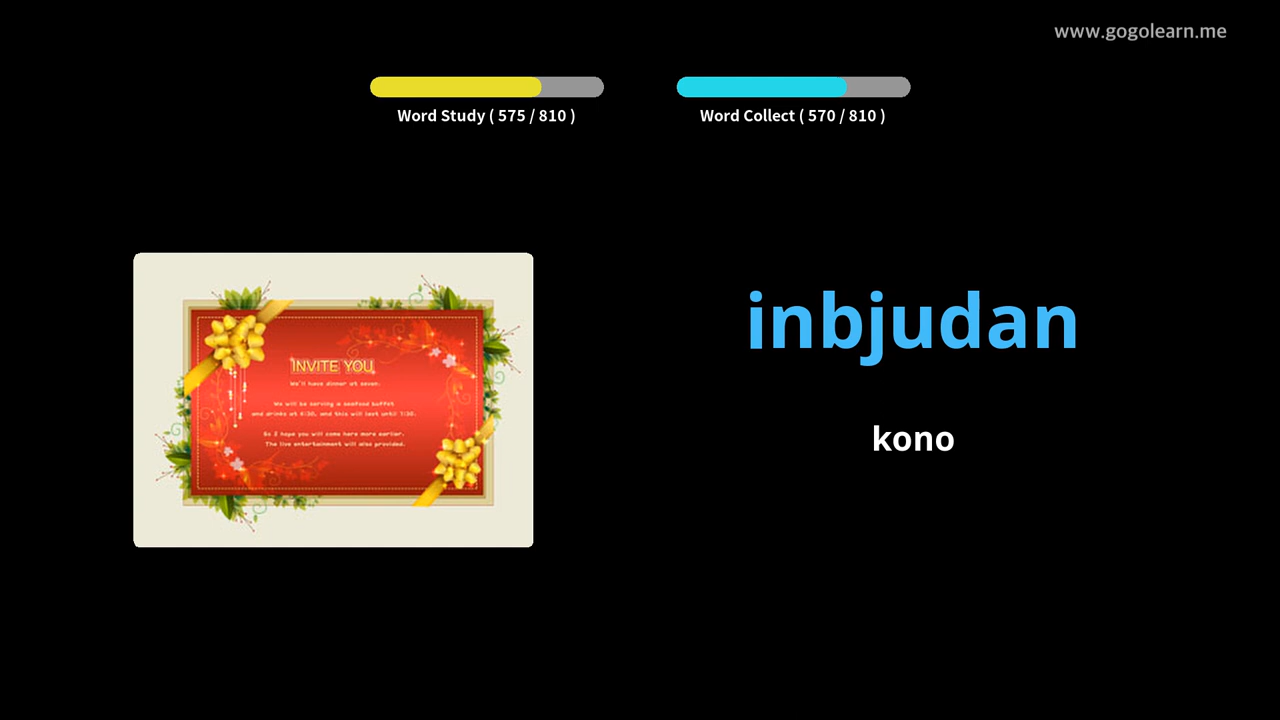 www.gogolearn.me
Word Study ( 575 / 810 )
Word Collect ( 570 / 810 )
INVITE YOU
We'll have dinner at seven.
We will be serving a seafood buffet
and drinks at 6:30, and this will last until 7:30.
So I hope you will come here more earlier.
The live entertainment will also provided.
inbjudan
kono